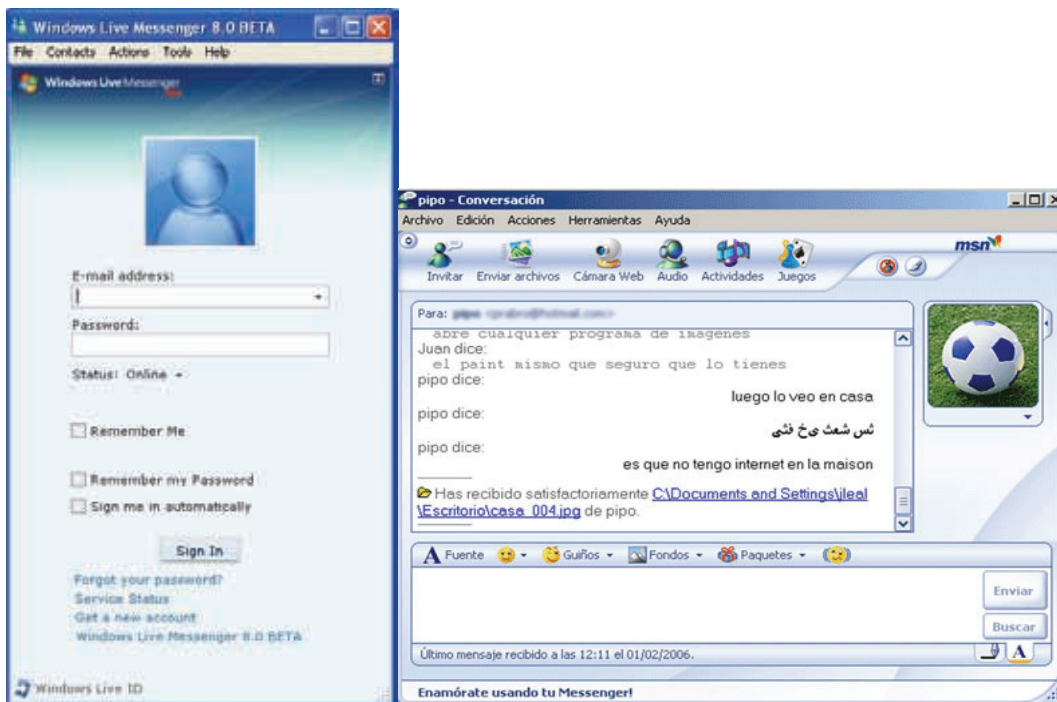 Windows Live Messenger 8.0 BETA
File Contacts Actions Tools Help
Windows Live Messenger
E-mail address:
Password:
Status: Online
Remember Me
Remember my Password
Sign me in automatically
Sign In
Forgot your password?
Service Status
Get a new account
Windows Live Messenger 8.0 BETA
Windows Live ID
pipo - Conversación
Archivo Edición Acciones Herramientas Ayuda
msn
Invitar Enviar archivos Cámara Web Audio Actividades Juegos
Para: pipo
abre cualquier programa de imagenes
Juan dice:
el paint mismo que seguro que lo tienes
pipo dice:
luego lo veo en casa
pipo dice:
ثس شعث ىخ فثى
pipo dice:
es que no tengo internet en la maison
Has recibido satisfactoriamente C:\Documents and Settings\jleal
\Escritorio\casa_004.jpg de pipo.
A Fuente Guiños Fondos Paquetes
Enviar
Buscar
Último mensaje recibido a las 12:11 el 01/02/2006.
A
Enamórate usando tu Messenger!